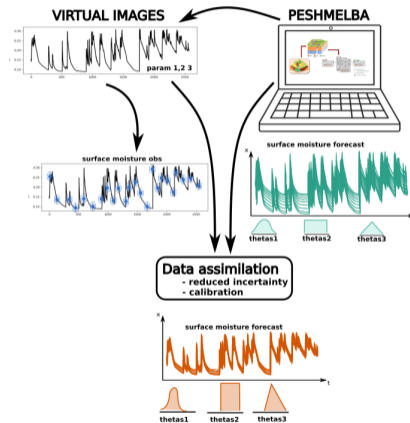 VIRTUAL IMAGES
PESHMELBA
param 1,2 3
surface moisture obs
surface moisture forecast
x
thetas1
thetas2
thetas3
Data assimilation
- reduced incertainty
- calibration
x
surface moisture forecast
t
thetas1
thetas2
thetas3